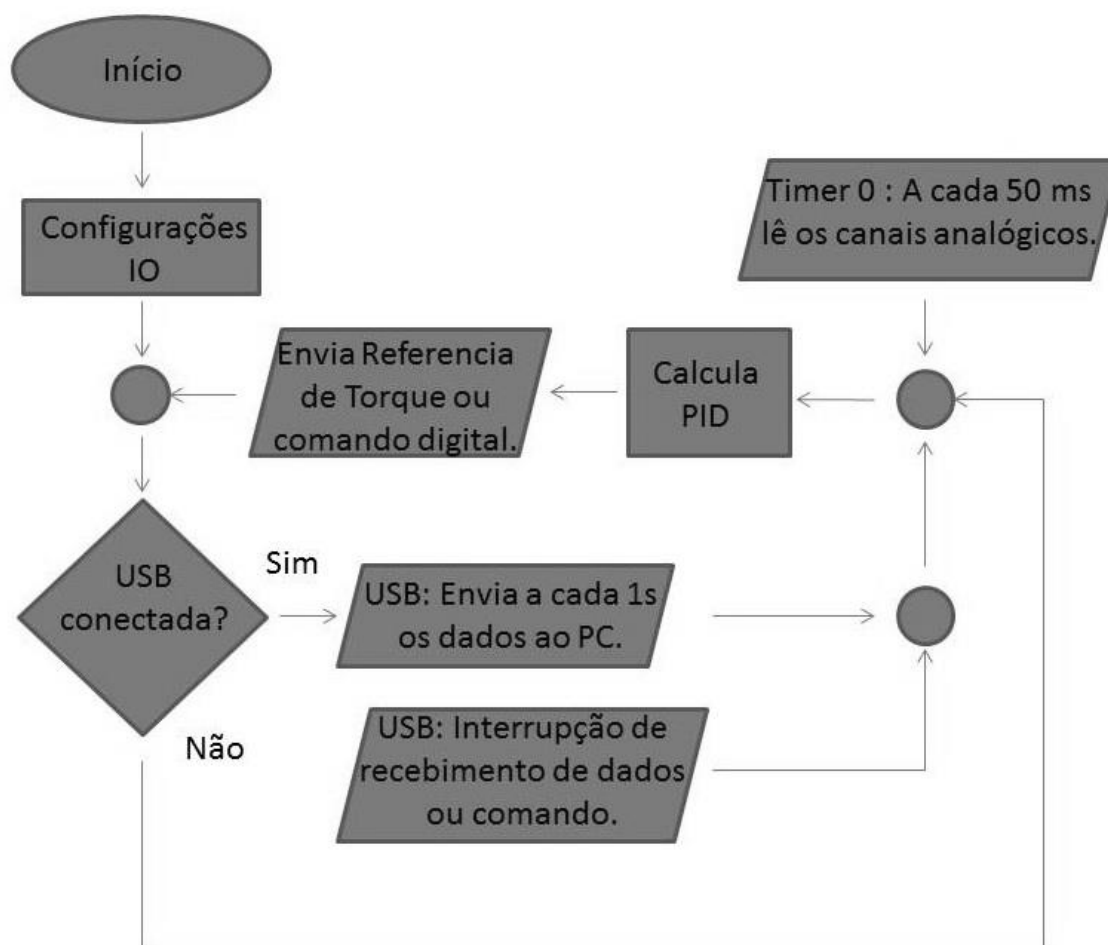 Início
Configurações
IO
Timer 0 : A cada 50 ms
lê os canais analógicos.
Envia Referencia
de Torque ou
comando digital.
Calcula
PID
USB
conectada?
Sim
Não
USB: Envia a cada 1s
os dados ao PC.
USB: Interrupção de
recebimento de dados
ou comando.